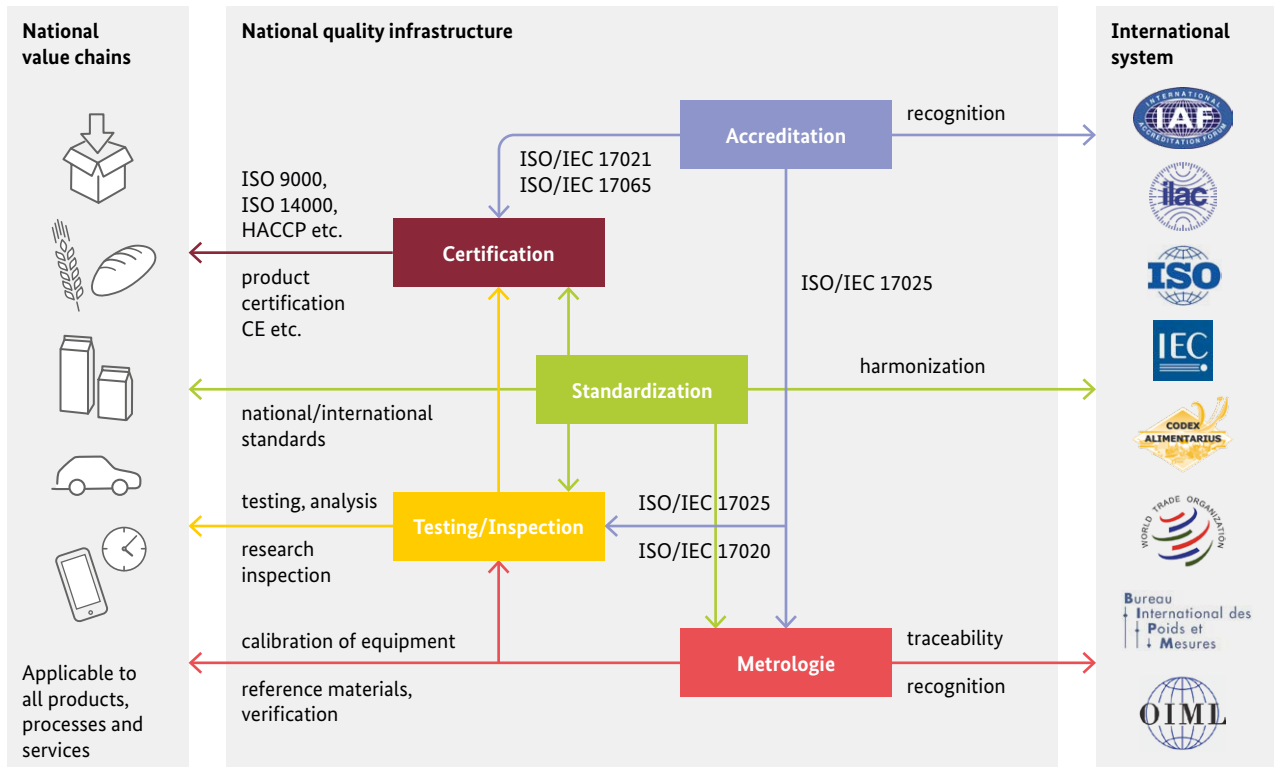 National
value chains
Applicable to
all products,
processes and
services
National quality infrastructure
Accreditation
recognition
ISO/IEC 17021
ISO/IEC 17065
ISO 9000,
ISO 14000,
HACCP etc.
Certification
product
certification
CE etc.
ISO/IEC 17025
Standardization
harmonization
national/international
standards
testing, analysis
Testing/Inspection
ISO/IEC 17025
ISO/IEC 17020
research
inspection
calibration of equipment
Metrologie
traceability
recognition
reference materials,
verification
International
system
INTERNATIONAL
IAF
ACCREDITATION FORUM
ilac
ISO
IEC
CODEX
ALIMENTARIUS
WORLD TRADE ORGANIZATION
Bureau
International des
Poids et
Mesures
OIML